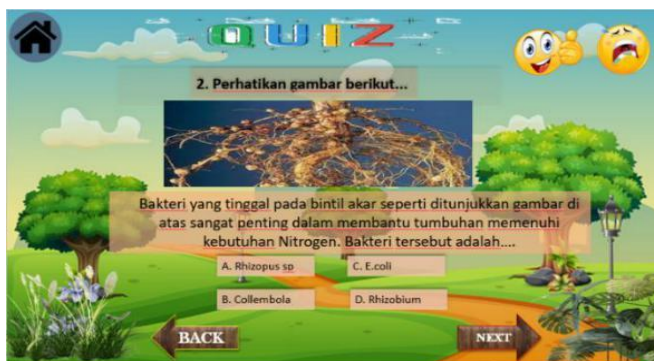 QUIZ
2. Perhatikan gambar berikut...
Bakteri yang tinggal pada bintil akar seperti ditunjukkan gambar di
atas sangat penting dalam membantu tumbuhan memenuhi
kebutuhan Nitrogen. Bakteri tersebut adalah....
A. Rhizopus sp
C. E.coli
B. Collembola
D. Rhizobium
BACK
NEXT